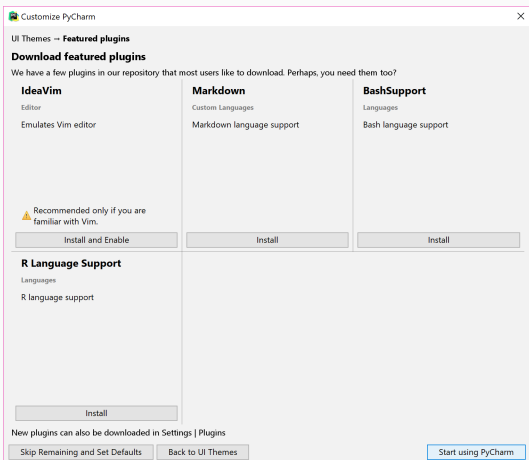 Customize PyCharm
UI Themes → Featured plugins
Download featured plugins
We have a few plugins in our repository that most users like to download. Perhaps, you need them too?
IdeaVim
Editor
Emulates Vim editor
Recommended only if you are
familiar with Vim.
Install and Enable
Markdown
Custom Languages
Markdown language support
Install
BashSupport
Languages
Bash language support
Install
R Language Support
Languages
R language support
Install
New plugins can also be downloaded in Settings | Plugins
Skip Remaining and Set Defaults
Back to UI Themes
Start using PyCharm